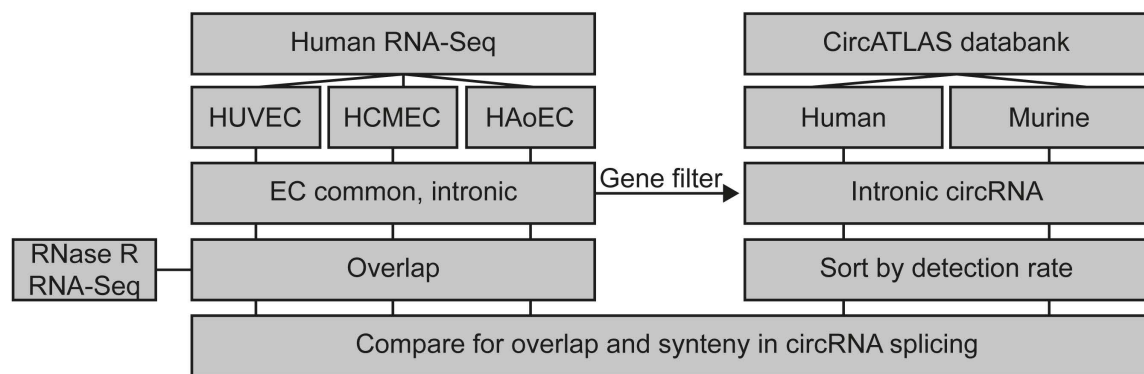 Human RNA-Seq
CircATLAS databank
HUVEC
HCMEC
HAoEC
Human
Murine
EC common, intronic
Gene filter
Intronic circRNA
RNase R
RNA-Seq
Overlap
Sort by detection rate
Compare for overlap and synteny in circRNA splicing